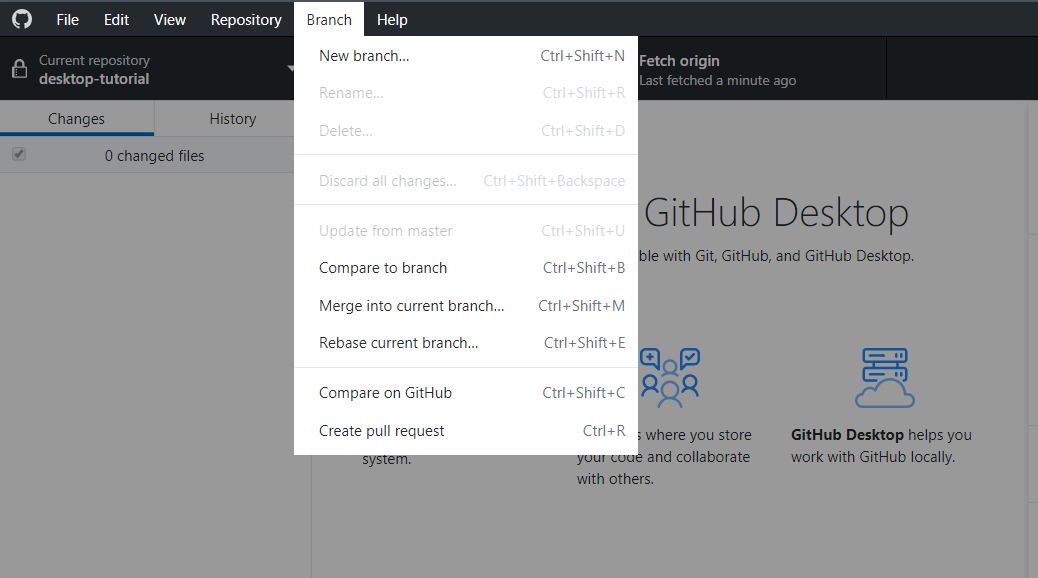 File Edit View Repository Branch Help
Current repository
desktop-tutorial
Fetch origin
Last fetched a minute ago
Changes History
0 changed files
New branch... Ctrl+Shift+N
Rename... Ctrl+Shift+R
Delete... Ctrl+Shift+D
Discard all changes... Ctrl+Shift+Backspace
Update from master Ctrl+Shift+U
Compare to branch Ctrl+Shift+B
Merge into current branch... Ctrl+Shift+M
Rebase current branch... Ctrl+Shift+E
Compare on GitHub Ctrl+Shift+C
Create pull request Ctrl+R
GitHub Desktop
with Git, GitHub, and GitHub Desktop.
system.
where you store
your code and collaborate
with others.
GitHub Desktop helps you
work with GitHub locally.